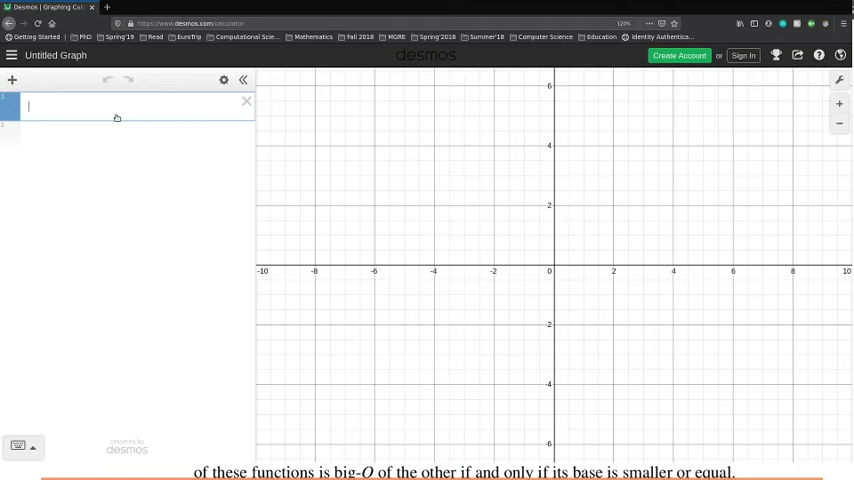 Desmos | Graphing Calc
https://www.desmos.com/calculator
120%
Getting Started PhD Spring'19 Read EuroTrip Computational Scie... Mathematics Fall 2018 MGRE Spring'2018 Summer'18 Computer Science Education Identity Authentica...
Untitled Graph
desmos
Create Account or Sign In
1
2
6
4
2
-10 -8 -6 -4 -2 0 2 4 6 8 10
-2
-4
-6
powered by
desmos
of these functions is big-O of the other if and only if its base is smaller or equal.